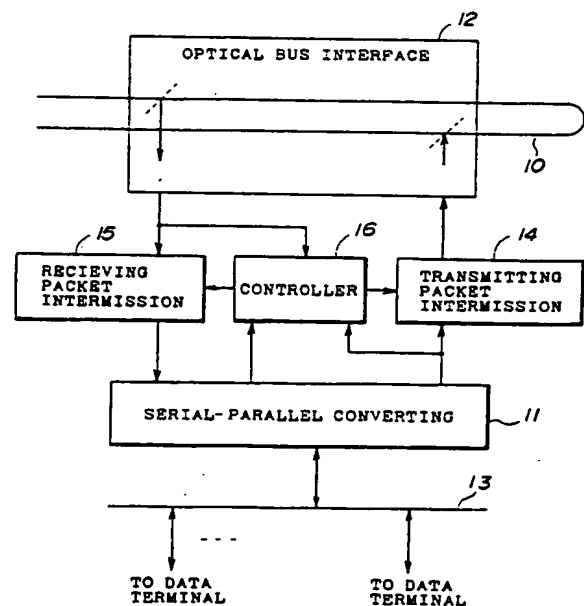 12
OPTICAL BUS INTERFACE
10
15
16
14
RECIEVING
PACKET
INTERMISSION
CONTROLLER
TRANSMITTING
PACKET
INTERMISSION
SERIAL-PARALLEL CONVERTING
11
13
TO DATA
TERMINAL
TO DATA
TERMINAL